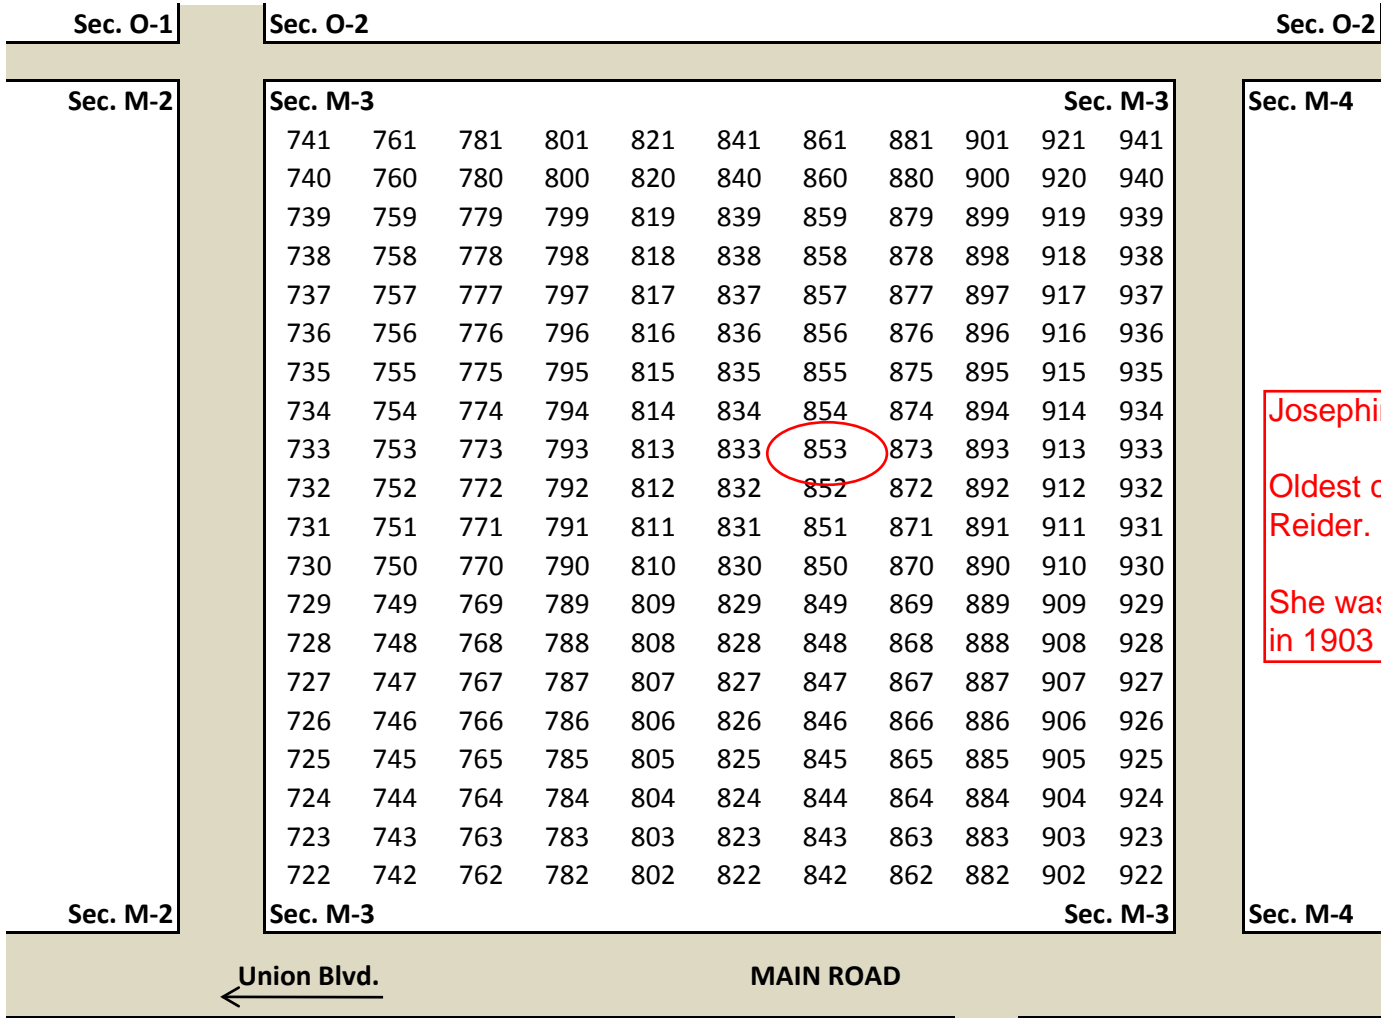 Sec. O-1 Sec. O-2 Sec. O-2
Sec. M-2 Sec. M-3 Sec. M-3 Sec. M-4
741 761 781 801 821 841 861 881 901 921 941
740 760 780 800 820 840 860 880 900 920 940
739 759 779 799 819 839 859 879 899 919 939
738 758 778 798 818 838 858 878 898 918 938
737 757 777 797 817 837 857 877 897 917 937
736 756 776 796 816 836 856 876 896 916 936
735 755 775 795 815 835 855 875 895 915 935
734 754 774 794 814 834 854 874 894 914 934
733 753 773 793 813 833 853 873 893 913 933
732 752 772 792 812 832 852 872 892 912 932
731 751 771 791 811 831 851 871 891 911 931
730 750 770 790 810 830 850 870 890 910 930
729 749 769 789 809 829 849 869 889 909 929
728 748 768 788 808 828 848 868 888 908 928
727 747 767 787 807 827 847 867 887 907 927
726 746 766 786 806 826 846 866 886 906 926
725 745 765 785 805 825 845 865 885 905 925
724 744 764 784 804 824 844 864 884 904 924
723 743 763 783 803 823 843 863 883 903 923
722 742 762 782 802 822 842 862 882 902 922
Sec. M-2 Sec. M-3 Sec. M-3 Sec. M-4
Oldest
Reider.
She
in 1903
Union Blvd. MAIN ROAD